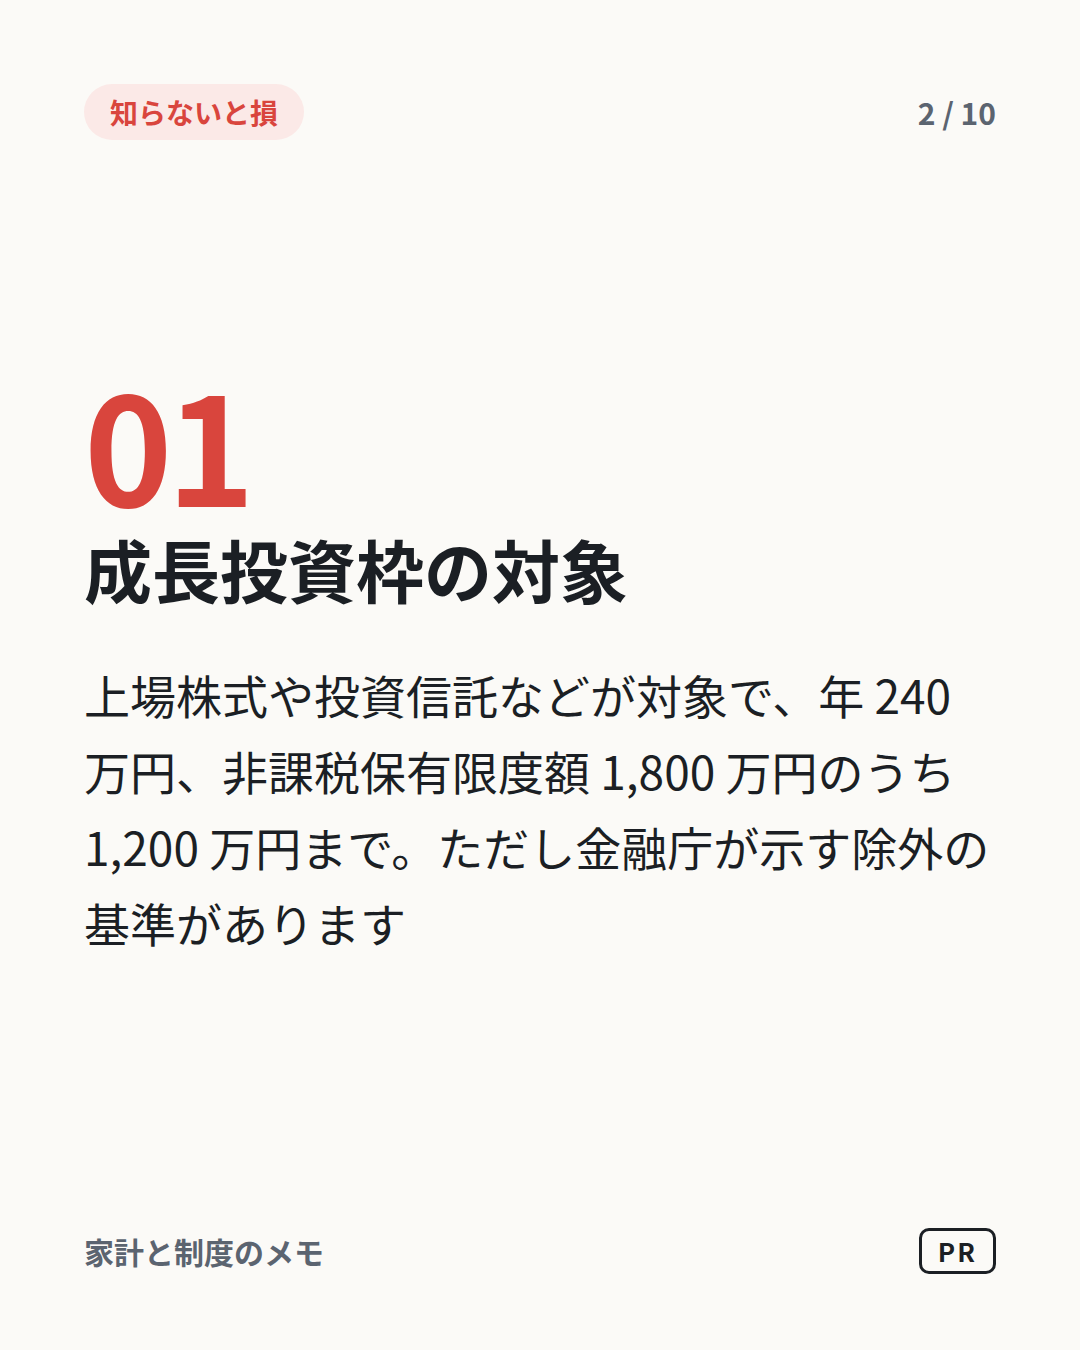 知らないと損
2 / 10
01
成長投資枠の対象
上場株式や投資信託などが対象で、年 240
万円、非課税保有限度額 1,800 万円のうち
1,200 万円まで。ただし金融庁が示す除外の
基準があります
家計と制度のメモ
PR